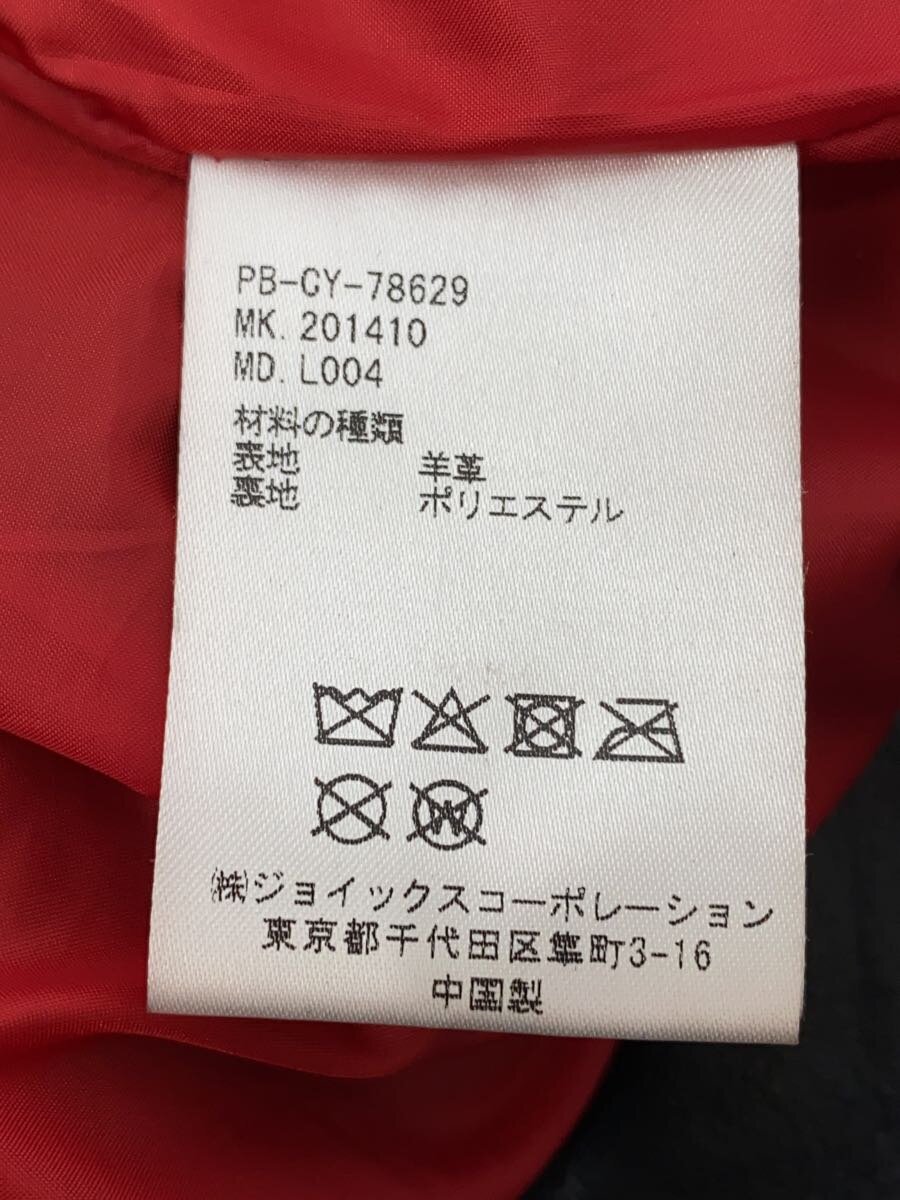 PB-CY-78629
MK. 201410
MD. L004
材料の種類
表地 羊革
裏地 ポリエステル
W
㈱ジョイックスコーポレーション
東京都千代田区隼町3-16
中国製